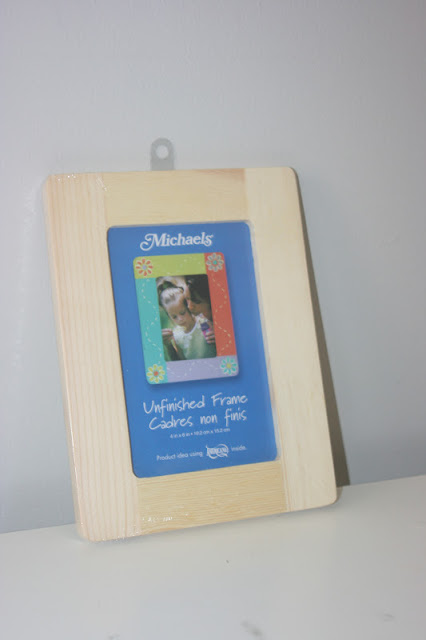 Michaels
Unfinished Frame
Cadres non finis
Product idea using
inside.